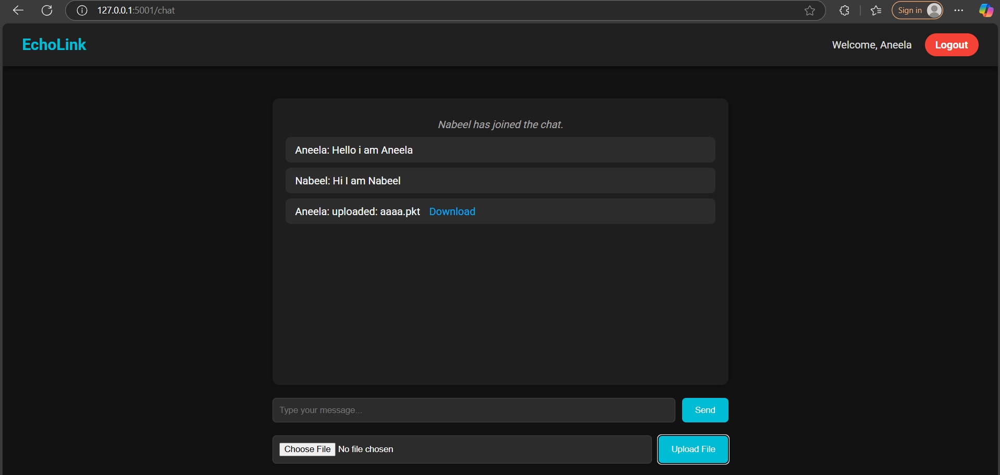 127.0.0.1:5001/chat
Sign in
EchoLink
Welcome, Aneela
Logout
Nabeel has joined the chat.
Aneela: Hello i am Aneela
Nabeel: Hi I am Nabeel
Aneela: uploaded: aaaa.pkt Download
Type your message...
Send
Choose File No file chosen
Upload File